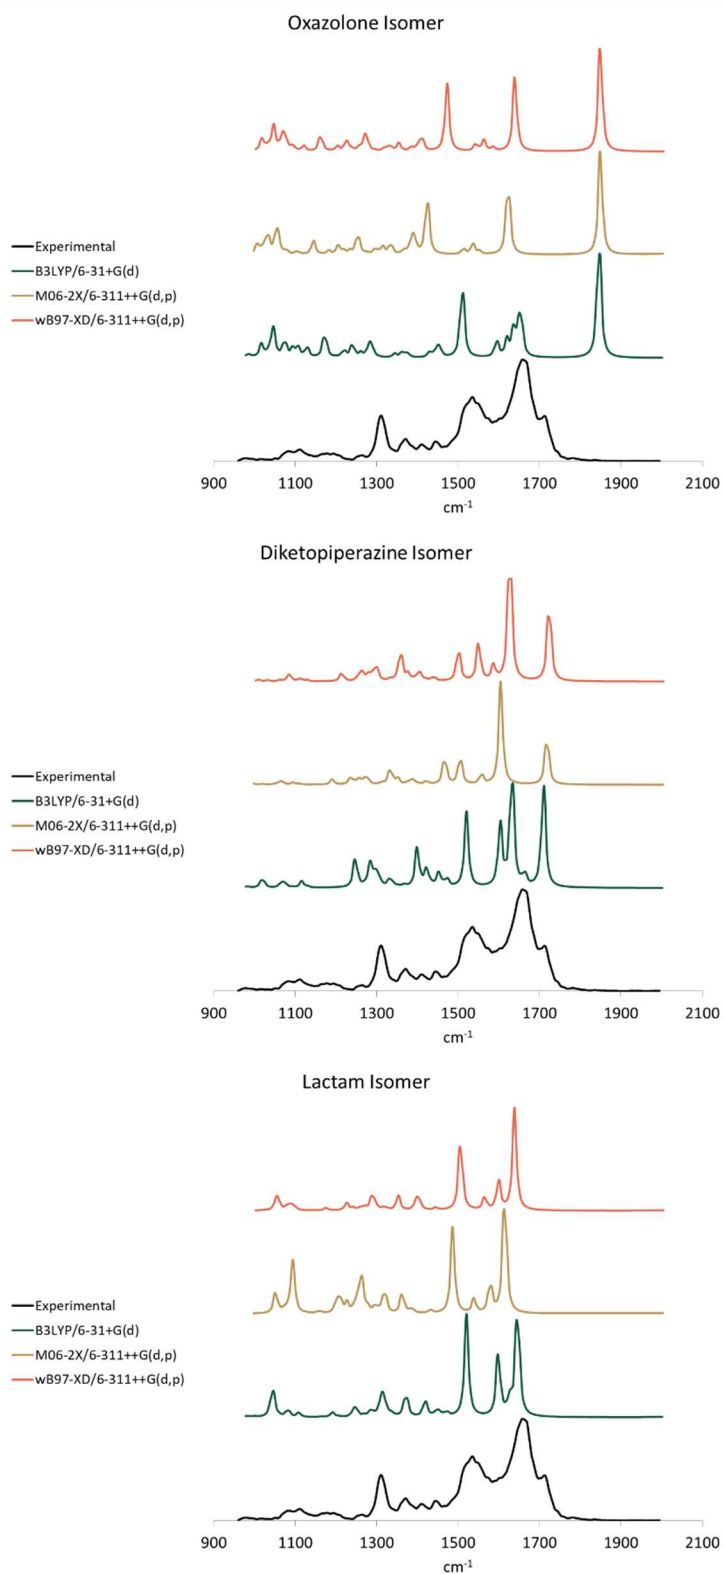 Oxazolone Isomer
Experimental
B3LYP/6-31+G(d)
M06-2X/6-311++G(d,p)
wB97-XD/6-311++G(d,p)
900 1100 1300 1500 1700 1900 2100
cm-1
Diketopiperazine Isomer
Experimental
B3LYP/6-31+G(d)
M06-2X/6-311++G(d,p)
wB97-XD/6-311++G(d,p)
900 1100 1300 1500 1700 1900 2100
cm-1
Lactam Isomer
Experimental
B3LYP/6-31+G(d)
M06-2X/6-311++G(d,p)
wB97-XD/6-311++G(d,p)
900 1100 1300 1500 1700 1900 2100
cm-1